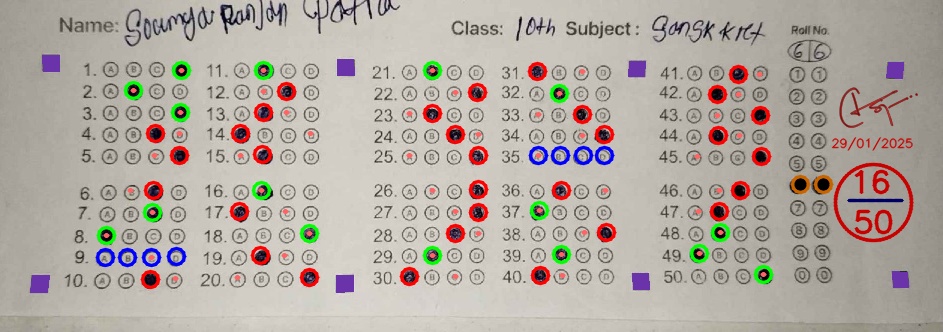 Name: Soumya Ranjan Patra
Class: 10th Subject: Sangskrit
Roll No.
6 6
1. A B C 11. A C D 21. A C D 31. B C D 41. A B D 1 1
2. A C D 12. A B D 22. A B C 32. A C D 42. A C D 2 2
3. A B C 13. A C D 23. A C D 33. A B D 43. A B C 3 3
4. A B D 14. B C D 24. A B D 34. A B C 44. A C D 4 4
5. A B C 15. A C D 25. A B C 35. A B C D 45. A B C 5 5
6. A B D 16. A C D 26. A B C 36. A C D 46. A B D
7. A B D 17. B C D 27. A B C 37. B C D 47. A C D 7 7
8. B C D 18. A B C 28. A B D 38. A B C 48. A C D 8 8
9. A B C D 19. A C D 29. A C D 39. A C D 49. B C D 9 9
10. A B D 20. A B C 30. B C D 40. B C D 50. A B C 0 0
29/01/2025
16
50